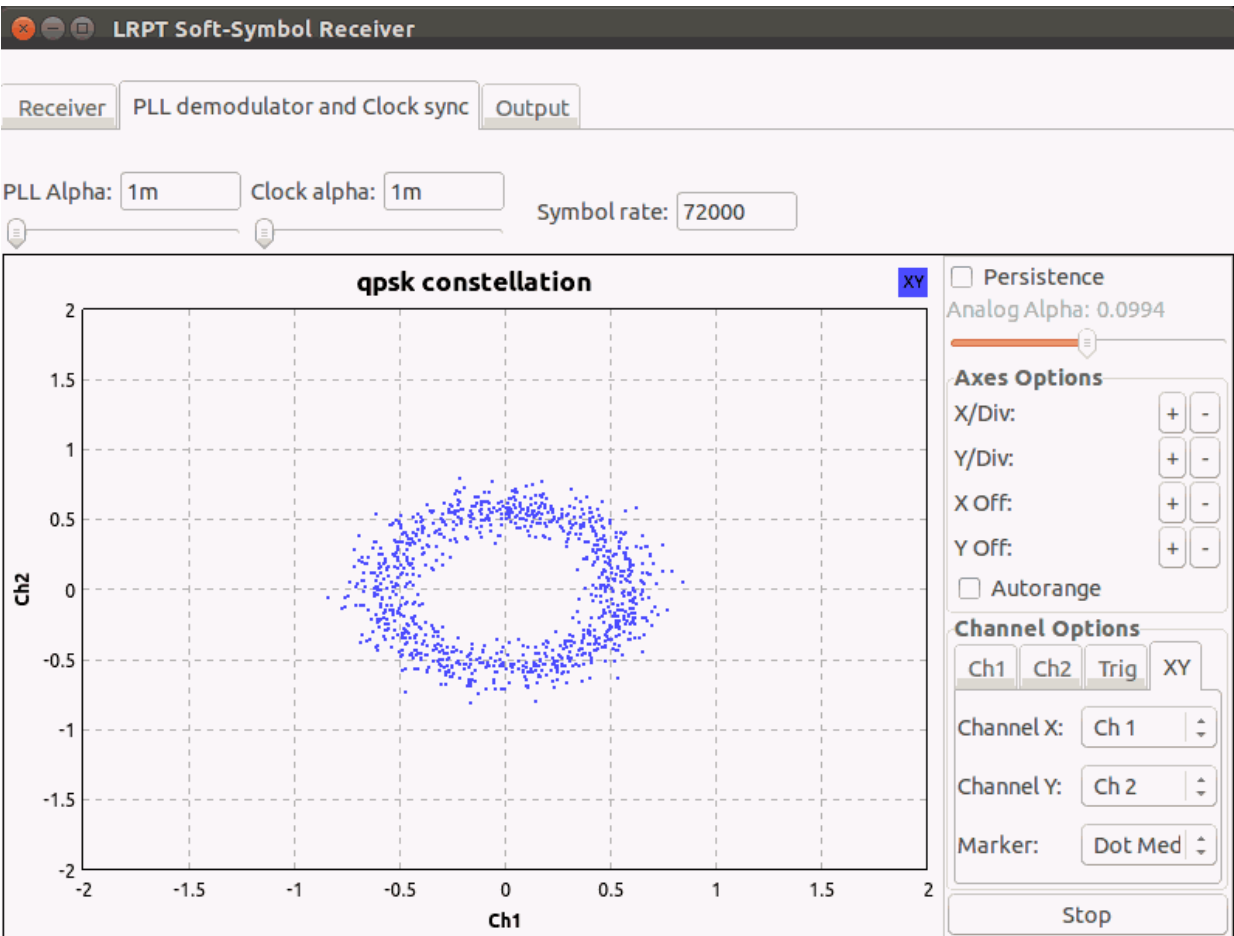 LRPT Soft-Symbol Receiver
Receiver PLL demodulator and Clock sync Output
PLL Alpha: 1m Clock alpha: 1m Symbol rate: 72000
qpsk constellation XY
2
1.5
1
0.5
0
-0.5
-1
-1.5
-2
Ch2
-2 -1.5 -1 -0.5 0 0.5 1 1.5 2
Ch1
Persistence
Analog Alpha: 0.0994
Axes Options
X/Div: + -
Y/Div: + -
X Off: + -
Y Off: + -
Autorange
Channel Options
Ch1 Ch2 Trig XY
Channel X: Ch 1
Channel Y: Ch 2
Marker: Dot Med
Stop